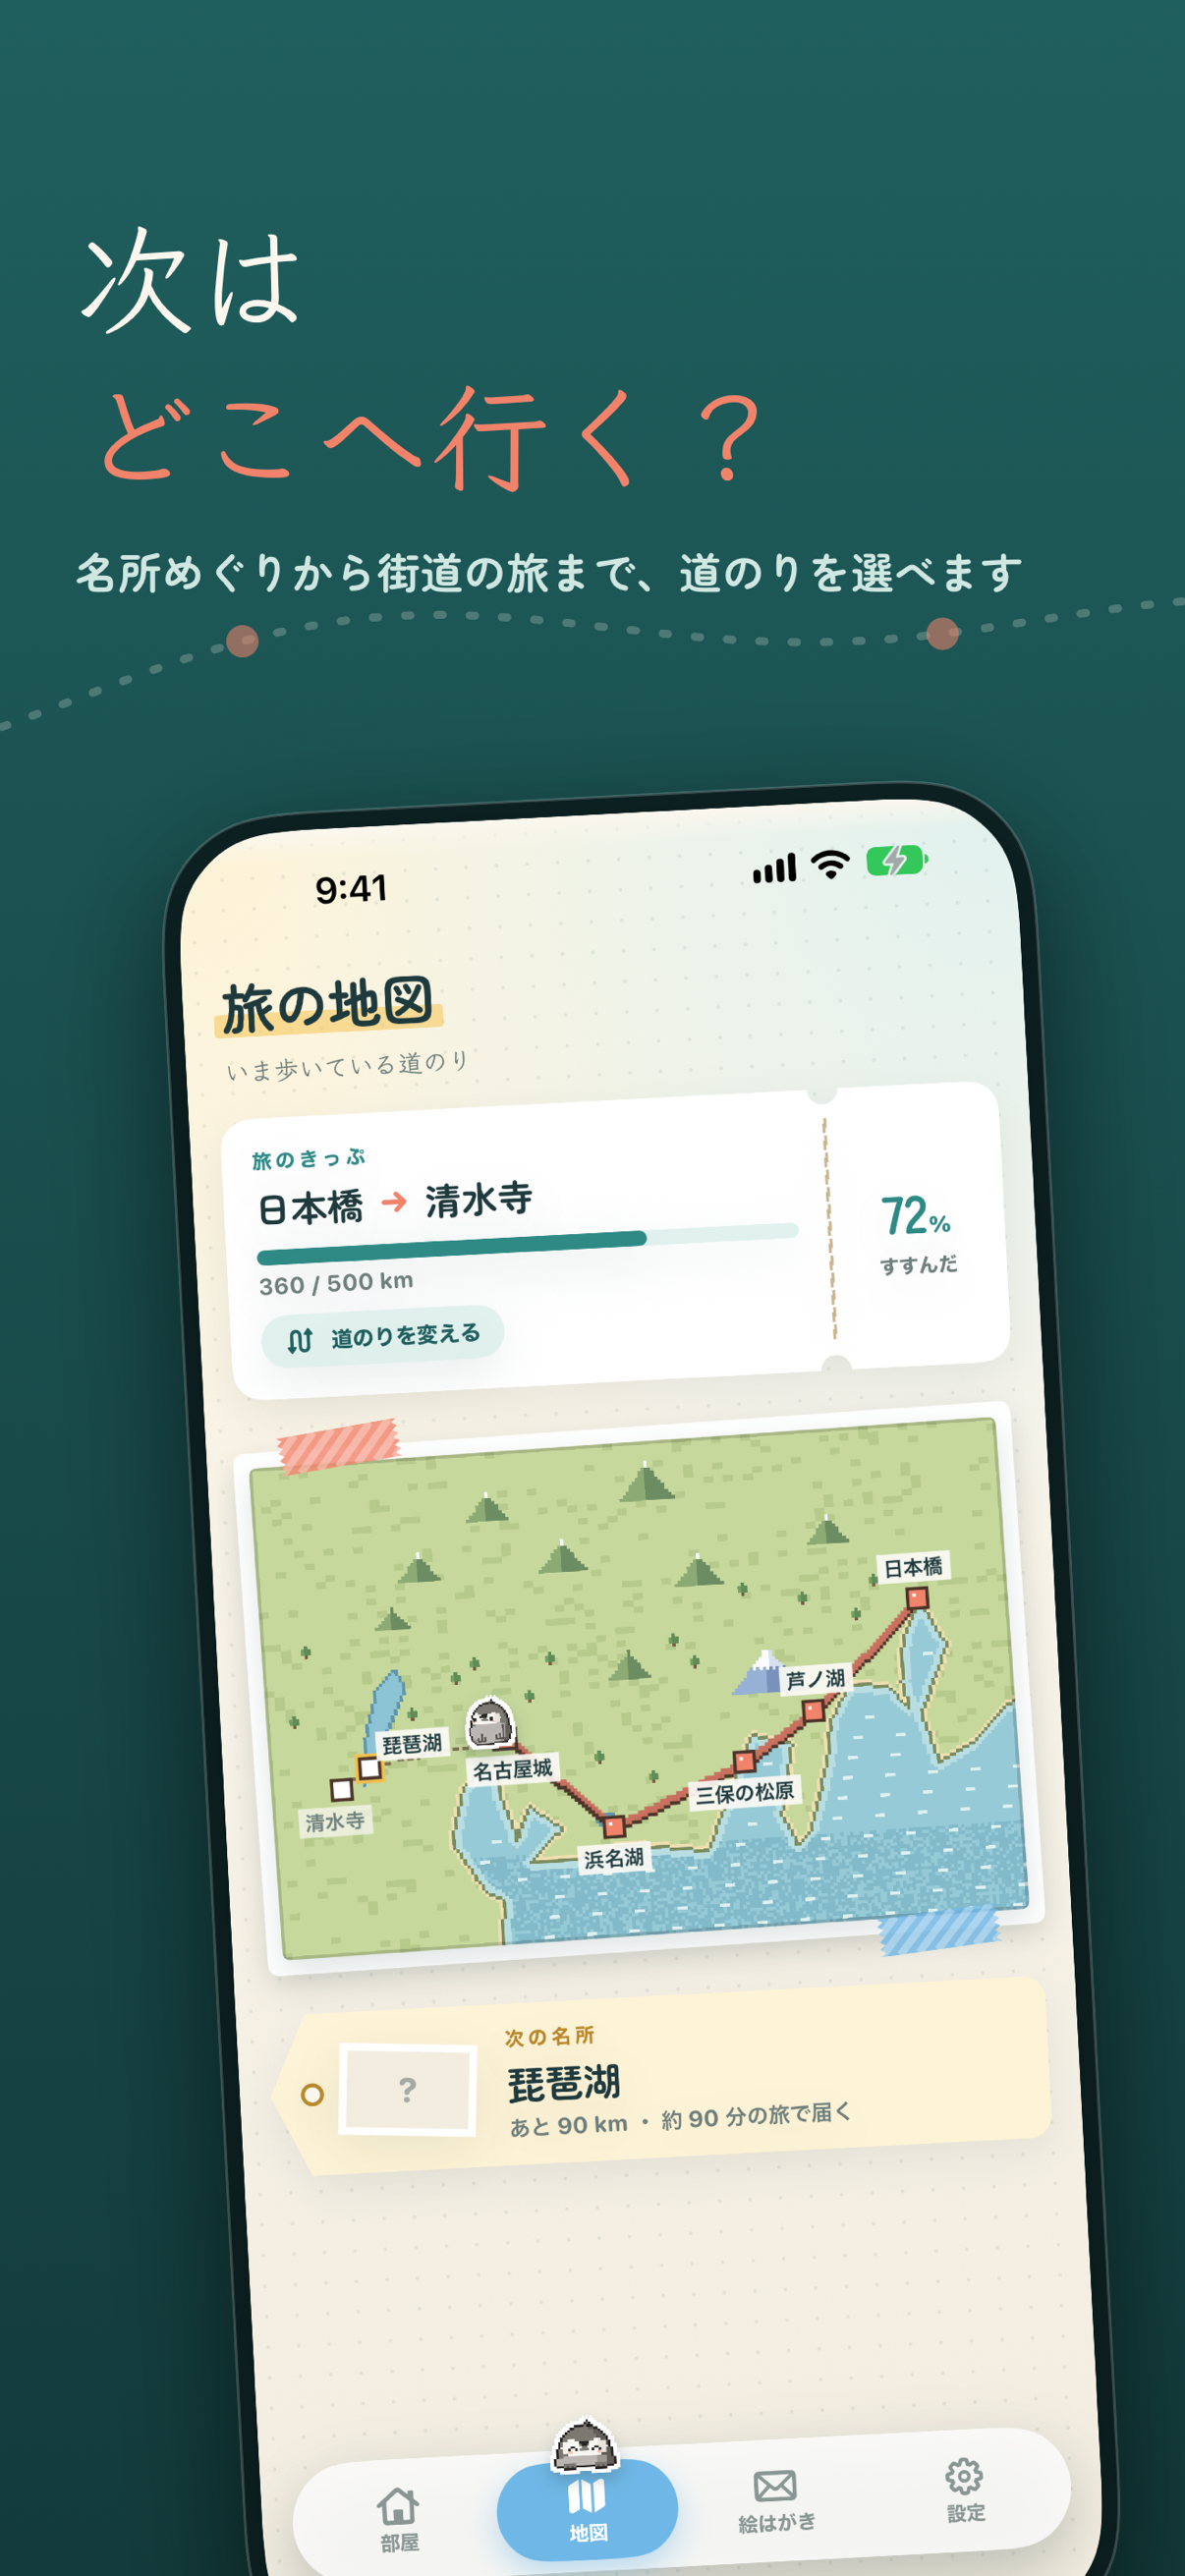 次は
どこへ行く？
名所めぐりから街道の旅まで、道のりを選べます
9:41
旅の地図
いま歩いている道のり
旅のきっぷ
日本橋 → 清水寺
72%
すすんだ
360 / 500 km
道のりを変える
日本橋
芦ノ湖
琵琶湖
名古屋城
三保の松原
清水寺
浜名湖
次の名所
?
琵琶湖
あと 90 km ・ 約 90 分の旅で届く
部屋
地図
絵はがき
設定